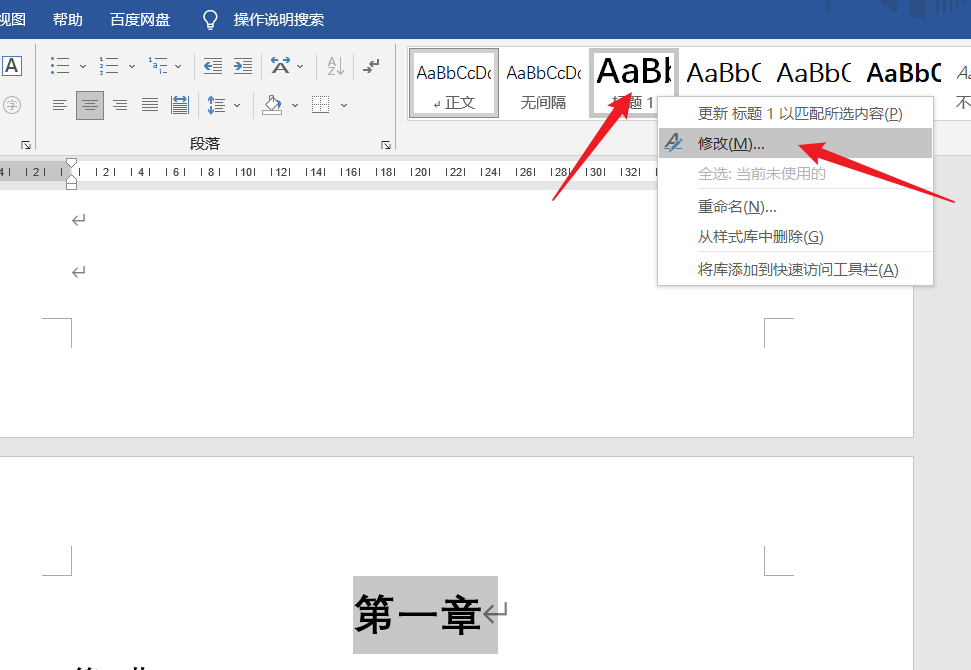 视图 帮助 百度网盘 操作说明搜索
A
字
段落
AaBbCcDc AaBbCcDc AaBb AaBbC AaBbC AaBbC
正文 无间隔 标题 1
更新 标题 1 以匹配所选内容(P)
修改(M)...
全选: 当前未使用的
重命名(N)...
从样式库中删除(G)
将库添加到快速访问工具栏(A)
4 2 2 4 6 8 10 12 14 16 18 20 22 24 26 28 30 32
第一章